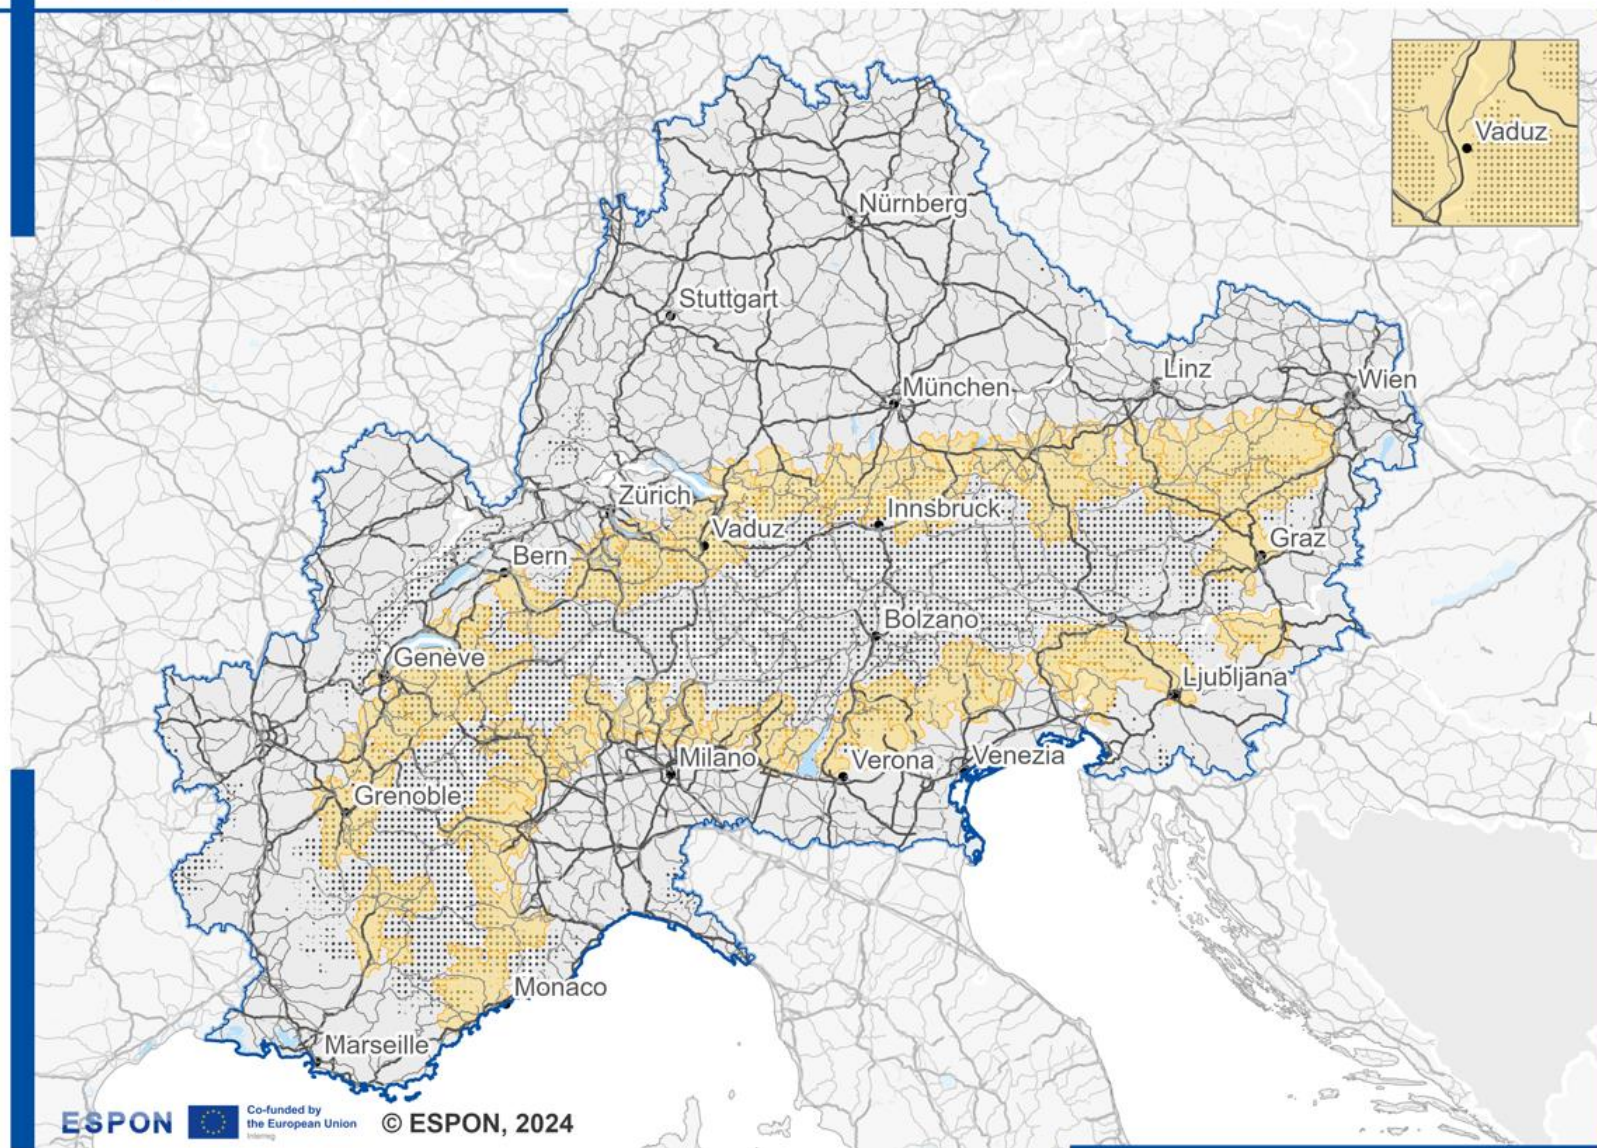 Vaduz
Nürnberg
Stuttgart
Linz
Wien
München
Zürich
Innsbruck
Vaduz
Graz
Bern
Bolzano
Genève
Ljubljana
Milano
Verona
Venezia
Grenoble
Monaco
Marseille
ESPON
Co-funded by
the European Union
Interreg
© ESPON, 2024